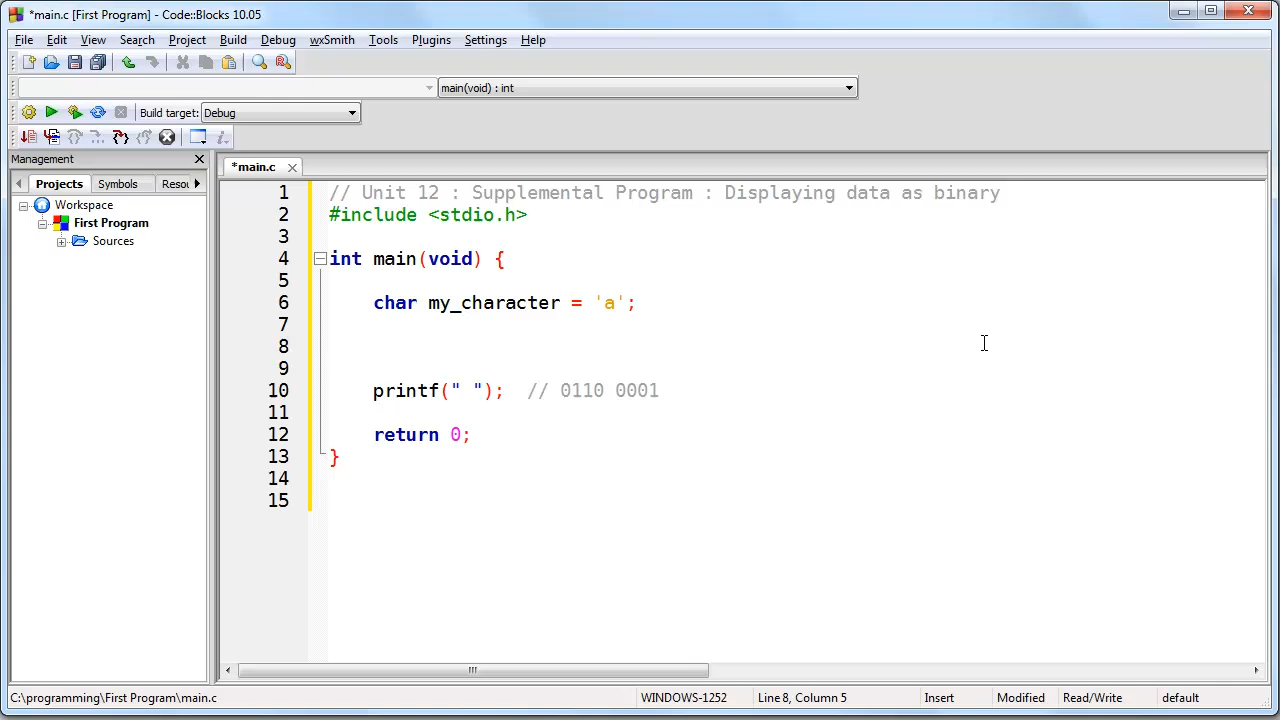 *main.c [First Program] - Code::Blocks 10.05
File Edit View Search Project Build Debug wxSmith Tools Plugins Settings Help
main(void) : int
Build target: Debug
Management
*main.c
Projects Symbols Resou
Workspace
First Program
Sources
1 // Unit 12 : Supplemental Program : Displaying data as binary
2 #include <stdio.h>
3
4 int main(void) {
5
6 char my_character = 'a';
7
8
9
10 printf(" "); // 0110 0001
11
12 return 0;
13 }
14
15
C:\programming\First Program\main.c WINDOWS-1252 Line 8, Column 5 Insert Modified Read/Write default